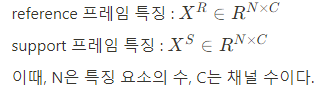 reference 프레임 특징 : X^R ∈ R^{N×C}
support 프레임 특징 : X^S ∈ R^{N×C}
이때, N은 특징 요소의 수, C는 채널 수이다.